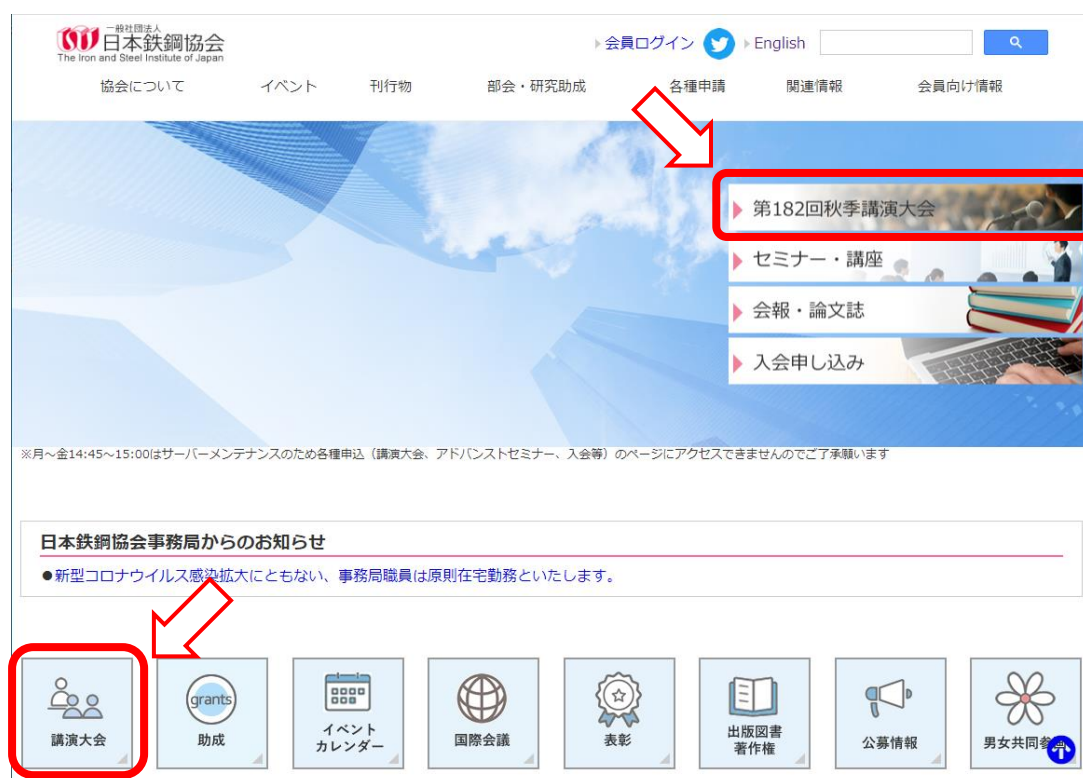 一般社団法人
日本鉄鋼協会
The Iron and Steel Institute of Japan
会員ログイン English
協会について イベント 刊行物 部会・研究助成 各種申請 関連情報 会員向け情報
第182回秋季講演大会
セミナー・講座
会報・論文誌
入会申し込み
※月～金14:45～15:00はサーバーメンテナンスのため各種申込（講演大会、アドバンストセミナー、入会等）のページにアクセスできませんのでご了承願います
日本鉄鋼協会事務局からのお知らせ
●新型コロナウイルス感染拡大にともない、事務局職員は原則在宅勤務といたします。
grants
講演大会
助成
イベント
カレンダー
国際会議
表彰
出版図書
著作権
公募情報
男女共同参画